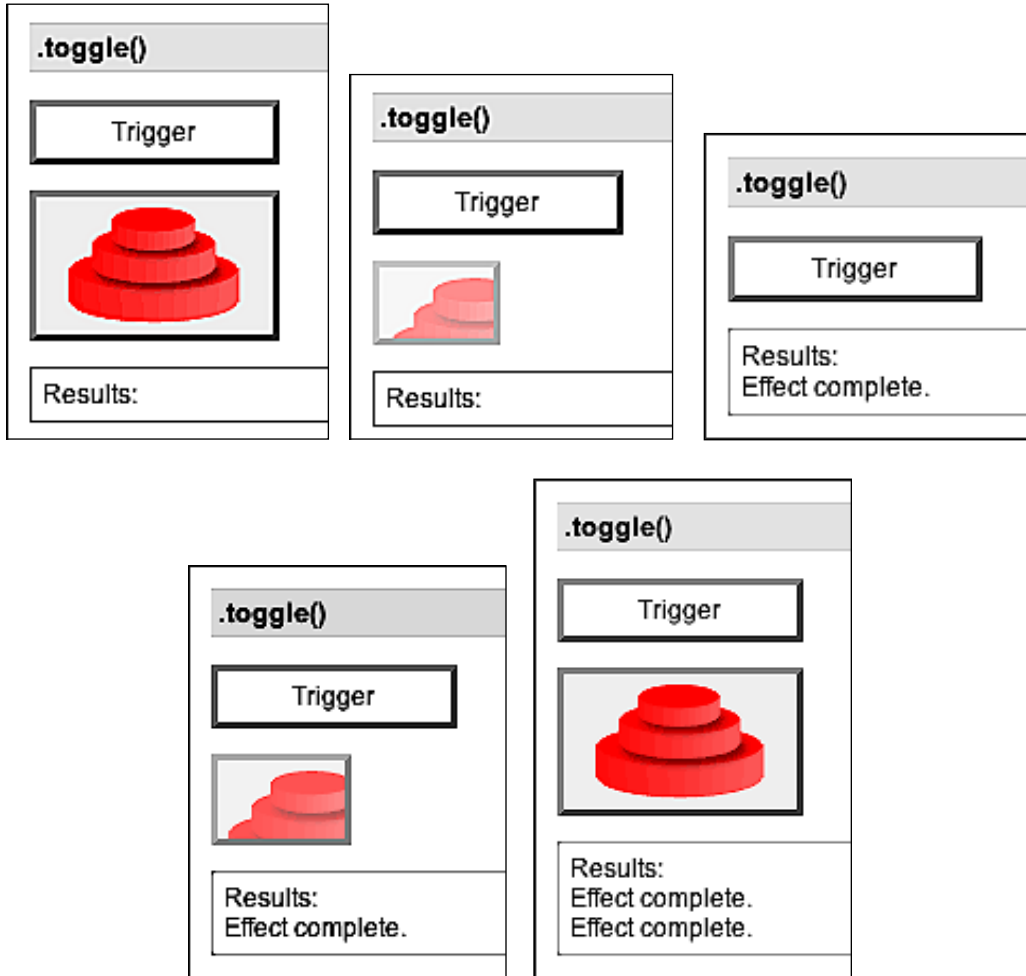 .toggle()
Trigger
Results:
.toggle()
Trigger
Results:
.toggle()
Trigger
Results:
Effect complete.
.toggle()
Trigger
Results:
Effect complete.
.toggle()
Trigger
Results:
Effect complete.
Effect complete.